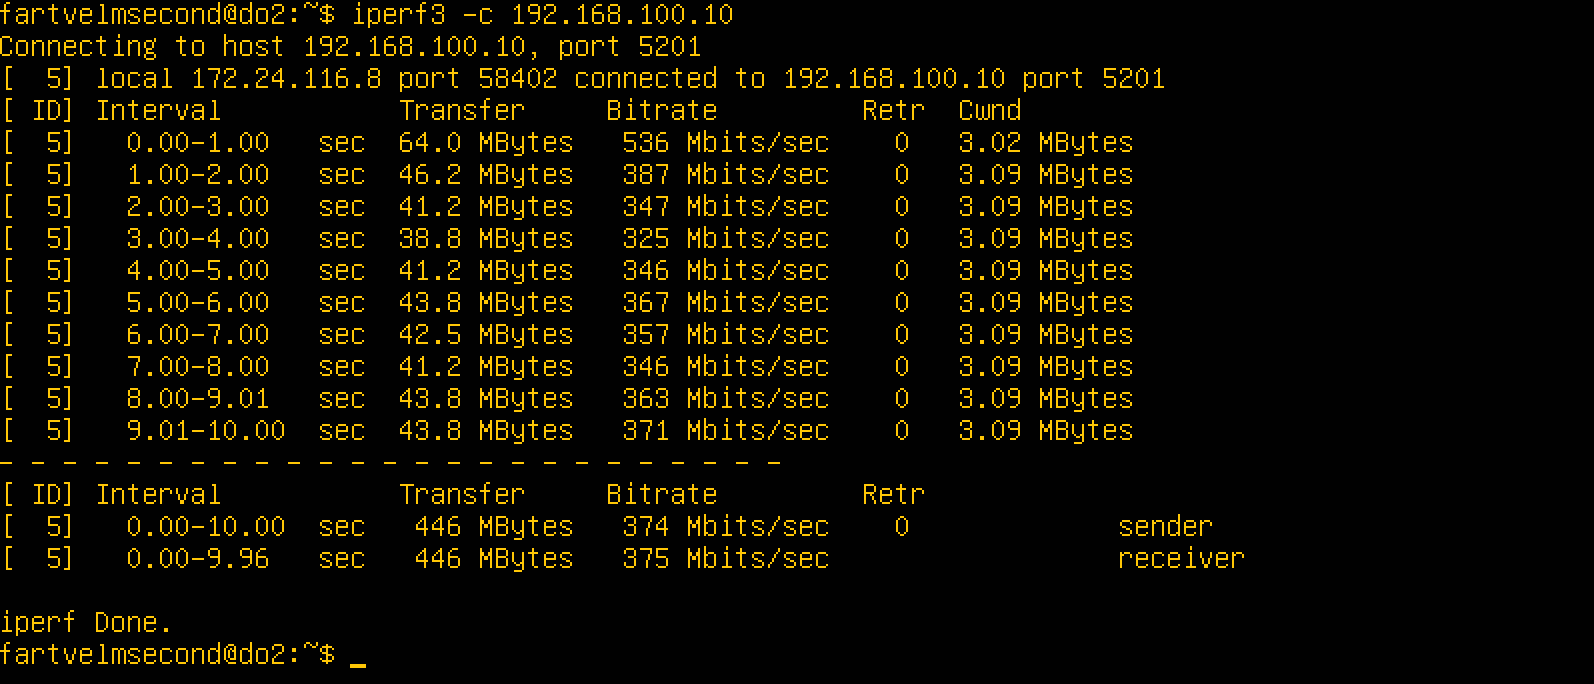 fartvelmsecond@do2:~$ iperf3 -c 192.168.100.10
Connecting to host 192.168.100.10, port 5201
[  5] local 172.24.116.8 port 58402 connected to 192.168.100.10 port 5201
[ ID] Interval           Transfer     Bitrate         Retr  Cwnd
[  5]   0.00-1.00   sec  64.0 MBytes   536 Mbits/sec    0   3.02 MBytes
[  5]   1.00-2.00   sec  46.2 MBytes   387 Mbits/sec    0   3.09 MBytes
[  5]   2.00-3.00   sec  41.2 MBytes   347 Mbits/sec    0   3.09 MBytes
[  5]   3.00-4.00   sec  38.8 MBytes   325 Mbits/sec    0   3.09 MBytes
[  5]   4.00-5.00   sec  41.2 MBytes   346 Mbits/sec    0   3.09 MBytes
[  5]   5.00-6.00   sec  43.8 MBytes   367 Mbits/sec    0   3.09 MBytes
[  5]   6.00-7.00   sec  42.5 MBytes   357 Mbits/sec    0   3.09 MBytes
[  5]   7.00-8.00   sec  41.2 MBytes   346 Mbits/sec    0   3.09 MBytes
[  5]   8.00-9.01   sec  43.8 MBytes   363 Mbits/sec    0   3.09 MBytes
[  5]   9.01-10.00  sec  43.8 MBytes   371 Mbits/sec    0   3.09 MBytes
- - - - - - - - - - - - - - - - - - - - - - - - -
[ ID] Interval           Transfer     Bitrate         Retr
[  5]   0.00-10.00  sec   446 MBytes   374 Mbits/sec    0             sender
[  5]   0.00-9.96   sec   446 MBytes   375 Mbits/sec                  receiver

iperf Done.
fartvelmsecond@do2:~$ _